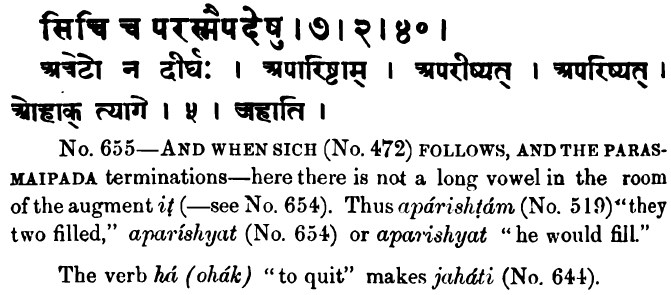 सिचि च परस्मैपदेषु । ७ । २ । ४० ।
अत्रेटो न दीर्घः । अपारिष्टाम् । अपरीष्यत् । अपरिष्यत् ।
ओहाक् त्यागे । ५ । जहाति ।
No. 655—AND WHEN SICH (No. 472) FOLLOWS, AND THE PARAS-
MAIPADA terminations—here there is not a long vowel in the room
of the augment iṭ (—see No. 654). Thus apárishṭám (No. 519) “they
two filled,” aparíshyat (No. 654) or aparishyat “he would fill.”
The verb há (ohák) “to quit” makes jaháti (No. 644).